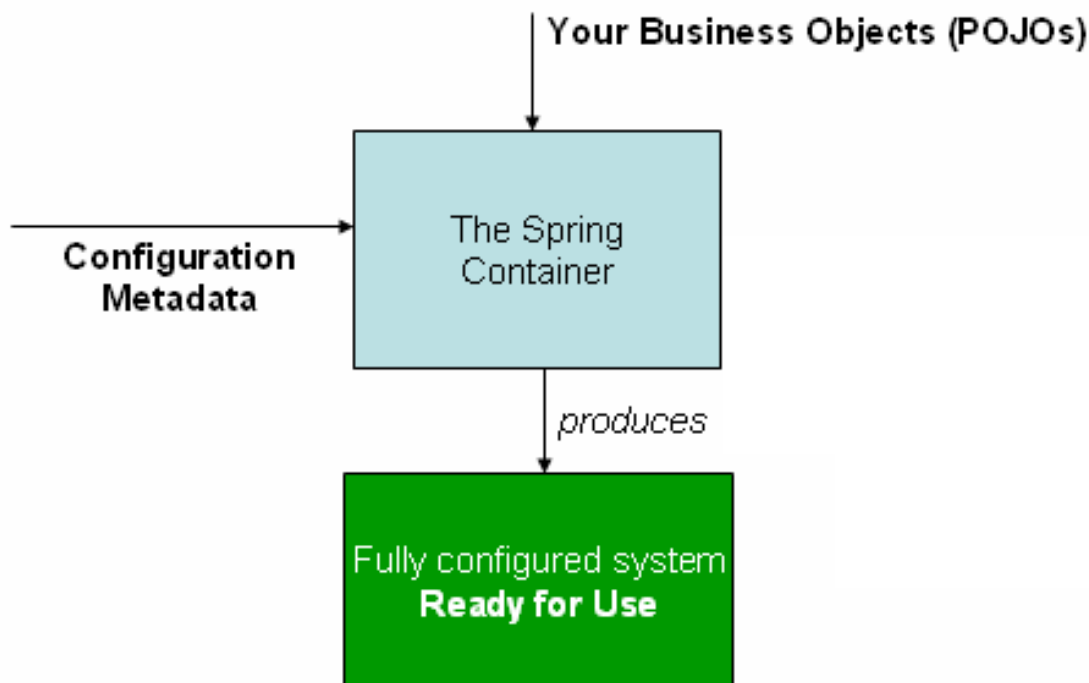 Your Business Objects (POJOs)
The Spring
Container
Configuration
Metadata
produces
Fully configured system
Ready for Use